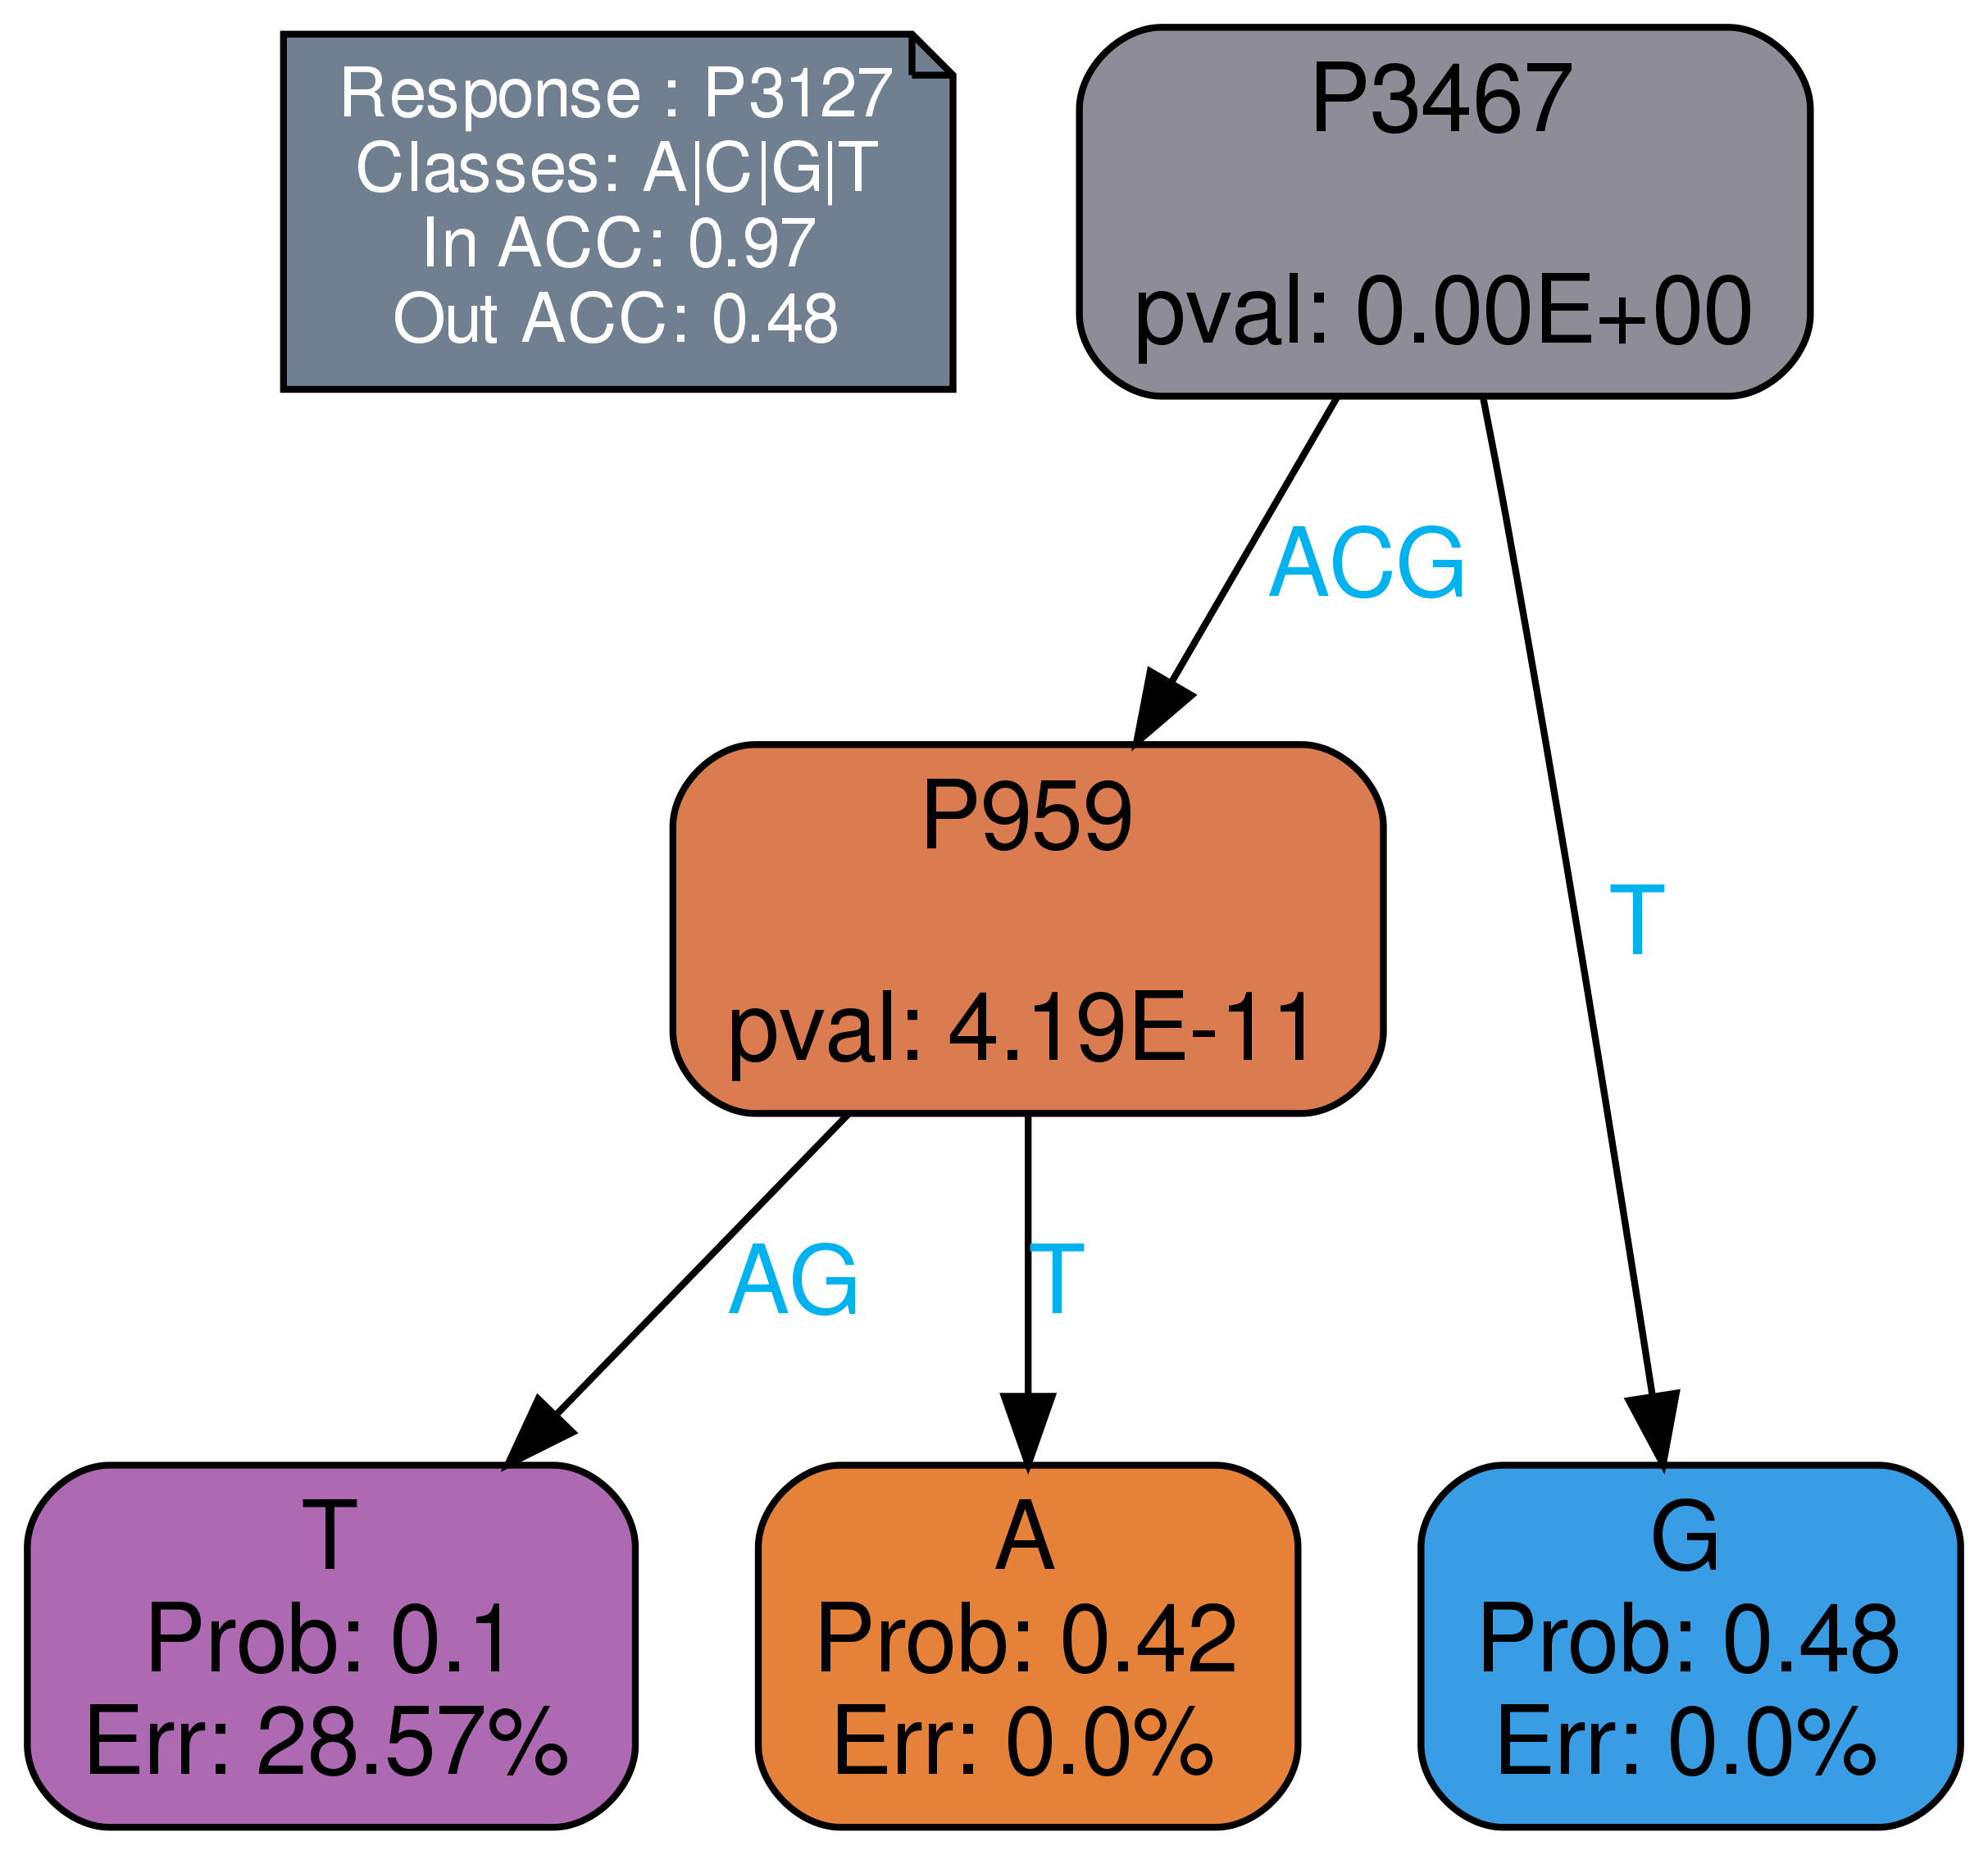 Response : P3127
Classes: A|C|G|T
In ACC: 0.97
Out ACC: 0.48
P3467
pval: 0.00E+00
ACG
T
P959
pval: 4.19E-11
AG
T
T
Prob: 0.1
Err: 28.57%
A
Prob: 0.42
Err: 0.0%
G
Prob: 0.48
Err: 0.0%